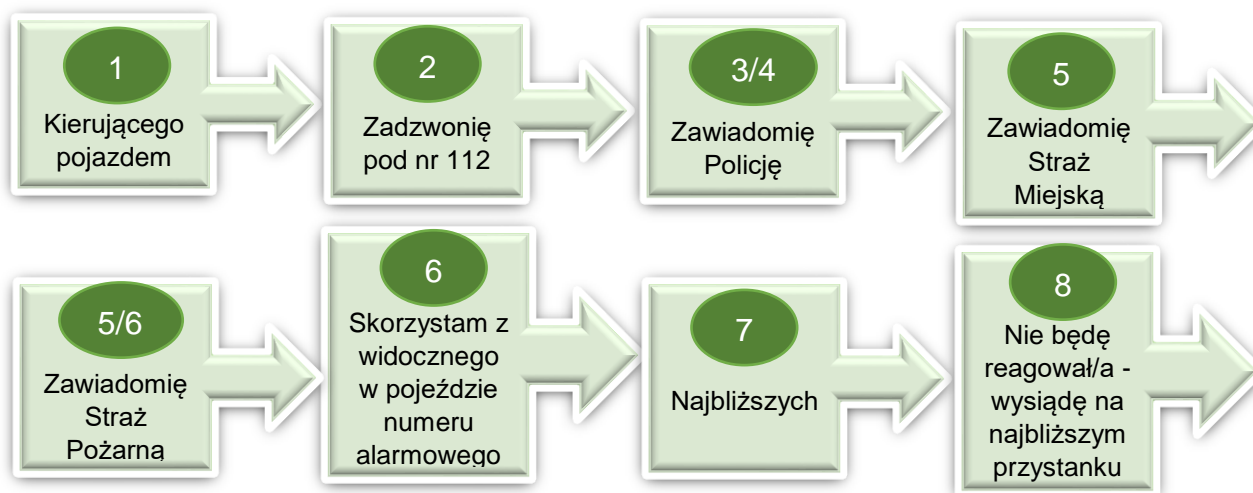 1
Kierującego
pojazdem
2
Zadzwonię
pod nr 112
3/4
Zawiadomię
Policję
5
Zawiadomię
Straż
Miejską
5/6
Zawiadomię
Straż
Pożarną
6
Skorzystam z
widocznego
w pojeździe
numeru
alarmowego
7
Najbliższych
8
Nie będę
reagował/a -
wysiądę na
najbliższym
przystanku